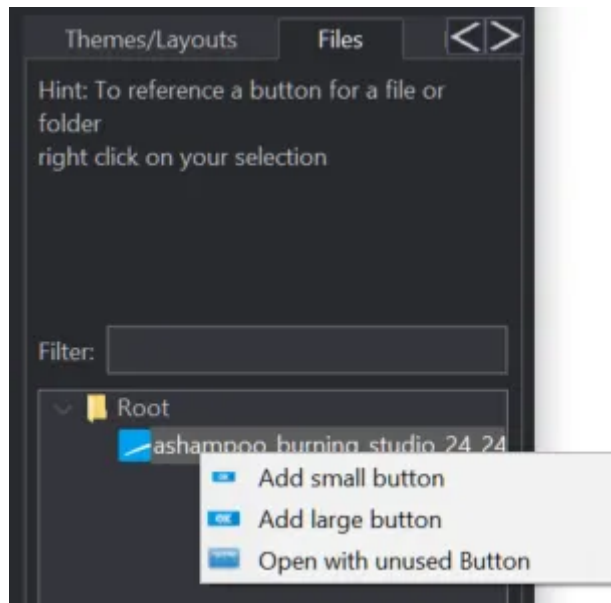 Themes/Layouts Files
Hint: To reference a button for a file or
folder
right click on your selection
Filter:
Root
ashampoo_burning_studio_24_24
Add small button
Add large button
Open with unused Button